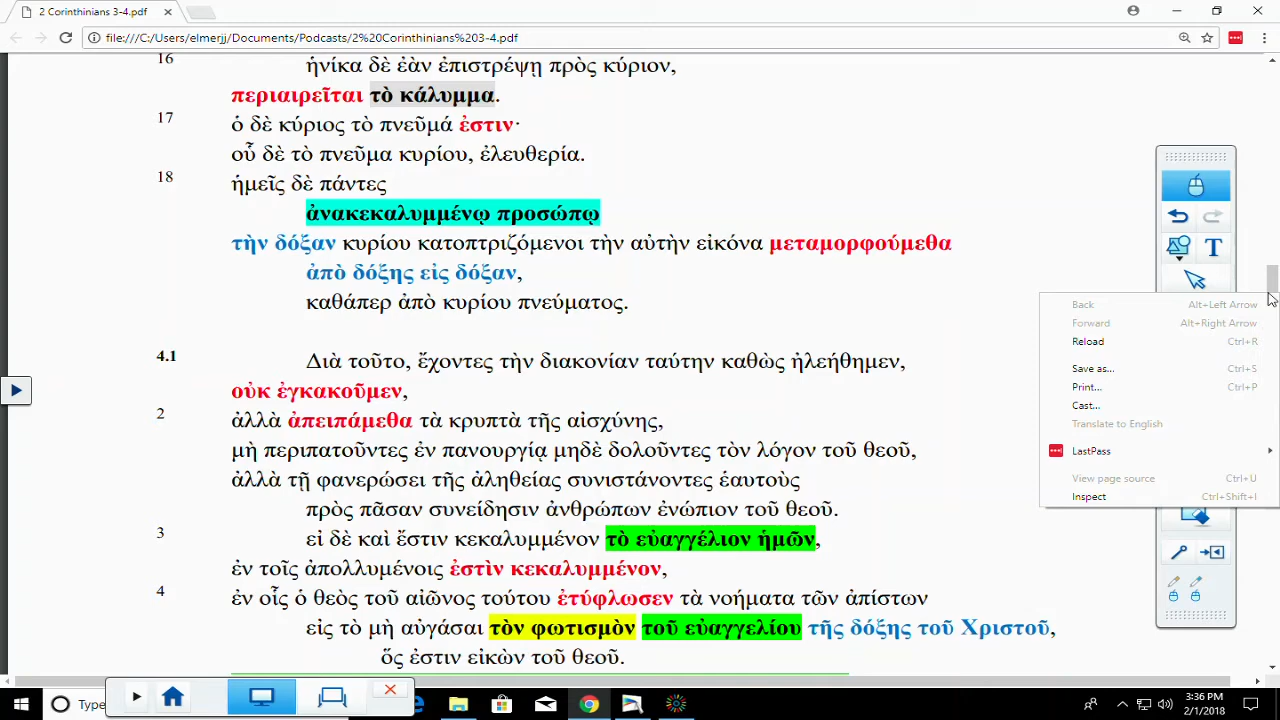 2 Corinthians 3-4.pdf
file:///C:/Users/elmerjj/Documents/Podcasts/2%20Corinthians%203-4.pdf
16
ἡνίκα δὲ ἐὰν ἐπιστρέψῃ πρὸς κύριον,
περιαιρεῖται τὸ κάλυμμα.
17 ὁ δὲ κύριος τὸ πνεῦμά ἐστιν·
οὗ δὲ τὸ πνεῦμα κυρίου, ἐλευθερία.
18 ἡμεῖς δὲ πάντες
ἀνακεκαλυμμένῳ προσώπῳ
τὴν δόξαν κυρίου κατοπτριζόμενοι τὴν αὐτὴν εἰκόνα μεταμορφούμεθα
ἀπὸ δόξης εἰς δόξαν,
καθάπερ ἀπὸ κυρίου πνεύματος.
4.1 Διὰ τοῦτο, ἔχοντες τὴν διακονίαν ταύτην καθὼς ἠλεήθημεν,
οὐκ ἐγκακοῦμεν,
2 ἀλλὰ ἀπειπάμεθα τὰ κρυπτὰ τῆς αἰσχύνης,
μὴ περιπατοῦντες ἐν πανουργίᾳ μηδὲ δολοῦντες τὸν λόγον τοῦ θεοῦ,
ἀλλὰ τῇ φανερώσει τῆς ἀληθείας συνιστάνοντες ἑαυτοὺς
πρὸς πᾶσαν συνείδησιν ἀνθρώπων ἐνώπιον τοῦ θεοῦ.
3 εἰ δὲ καὶ ἔστιν κεκαλυμμένον τὸ εὐαγγέλιον ἡμῶν,
ἐν τοῖς ἀπολλυμένοις ἐστὶν κεκαλυμμένον,
4 ἐν οἷς ὁ θεὸς τοῦ αἰῶνος τούτου ἐτύφλωσεν τὰ νοήματα τῶν ἀπίστων
εἰς τὸ μὴ αὐγάσαι τὸν φωτισμὸν τοῦ εὐαγγελίου τῆς δόξης τοῦ Χριστοῦ,
ὅς ἐστιν εἰκὼν τοῦ θεοῦ.
T
Back Alt+Left Arrow
Forward Alt+Right Arrow
Reload Ctrl+R
Save as... Ctrl+S
Print... Ctrl+P
Cast...
Translate to English
LastPass
View page source Ctrl+U
Inspect Ctrl+Shift+I
Type
3:36 PM
2/1/2018